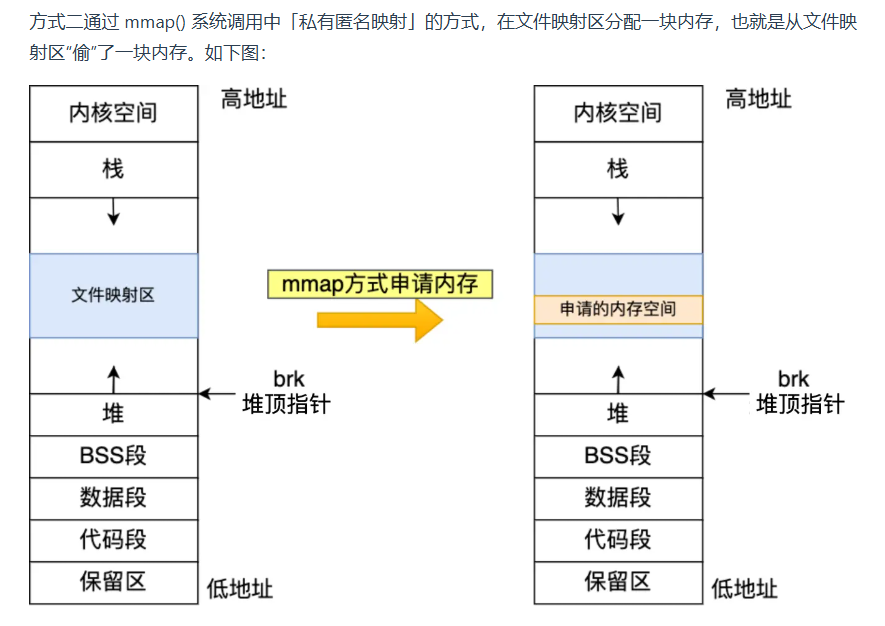 方式二通过 mmap() 系统调用中「私有匿名映射」的方式，在文件映射区分配一块内存，也就是从文件映
射区“偷”了一块内存。如下图：
高地址
内核空间
栈
文件映射区
brk
堆顶指针
堆
BSS段
数据段
代码段
保留区
低地址
mmap方式申请内存
高地址
内核空间
栈
申请的内存空间
brk
堆顶指针
堆
BSS段
数据段
代码段
保留区
低地址